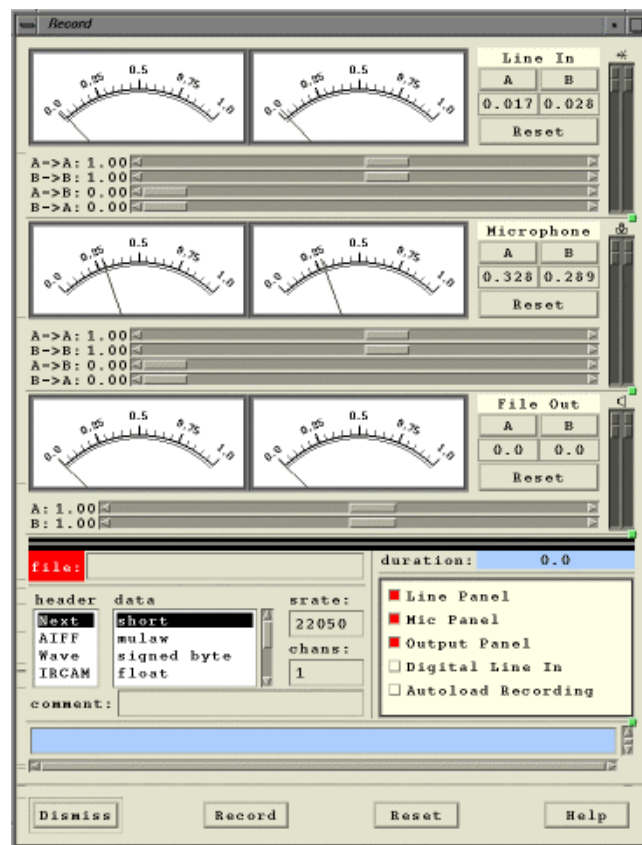 Record
0.0 0.25 0.5 0.75 1.0
0.0 0.25 0.5 0.75 1.0
Line In
A B
0.017 0.028
Reset
A->A: 1.00
B->B: 1.00
A->B: 0.00
B->A: 0.00
0.0 0.25 0.5 0.75 1.0
0.0 0.25 0.5 0.75 1.0
Microphone
A B
0.328 0.289
Reset
A->A: 1.00
B->B: 1.00
A->B: 0.00
B->A: 0.00
0.0 0.25 0.5 0.75 1.0
0.0 0.25 0.5 0.75 1.0
File Out
A B
0.0 0.0
Reset
A: 1.00
B: 1.00
file:
duration: 0.0
header data srate:
Next short 22050
AIFF mulaw
Wave signed byte chans:
IRCAM float 1
comment:
Line Panel
Mic Panel
Output Panel
Digital Line In
Autoload Recording
Dismiss Record Reset Help